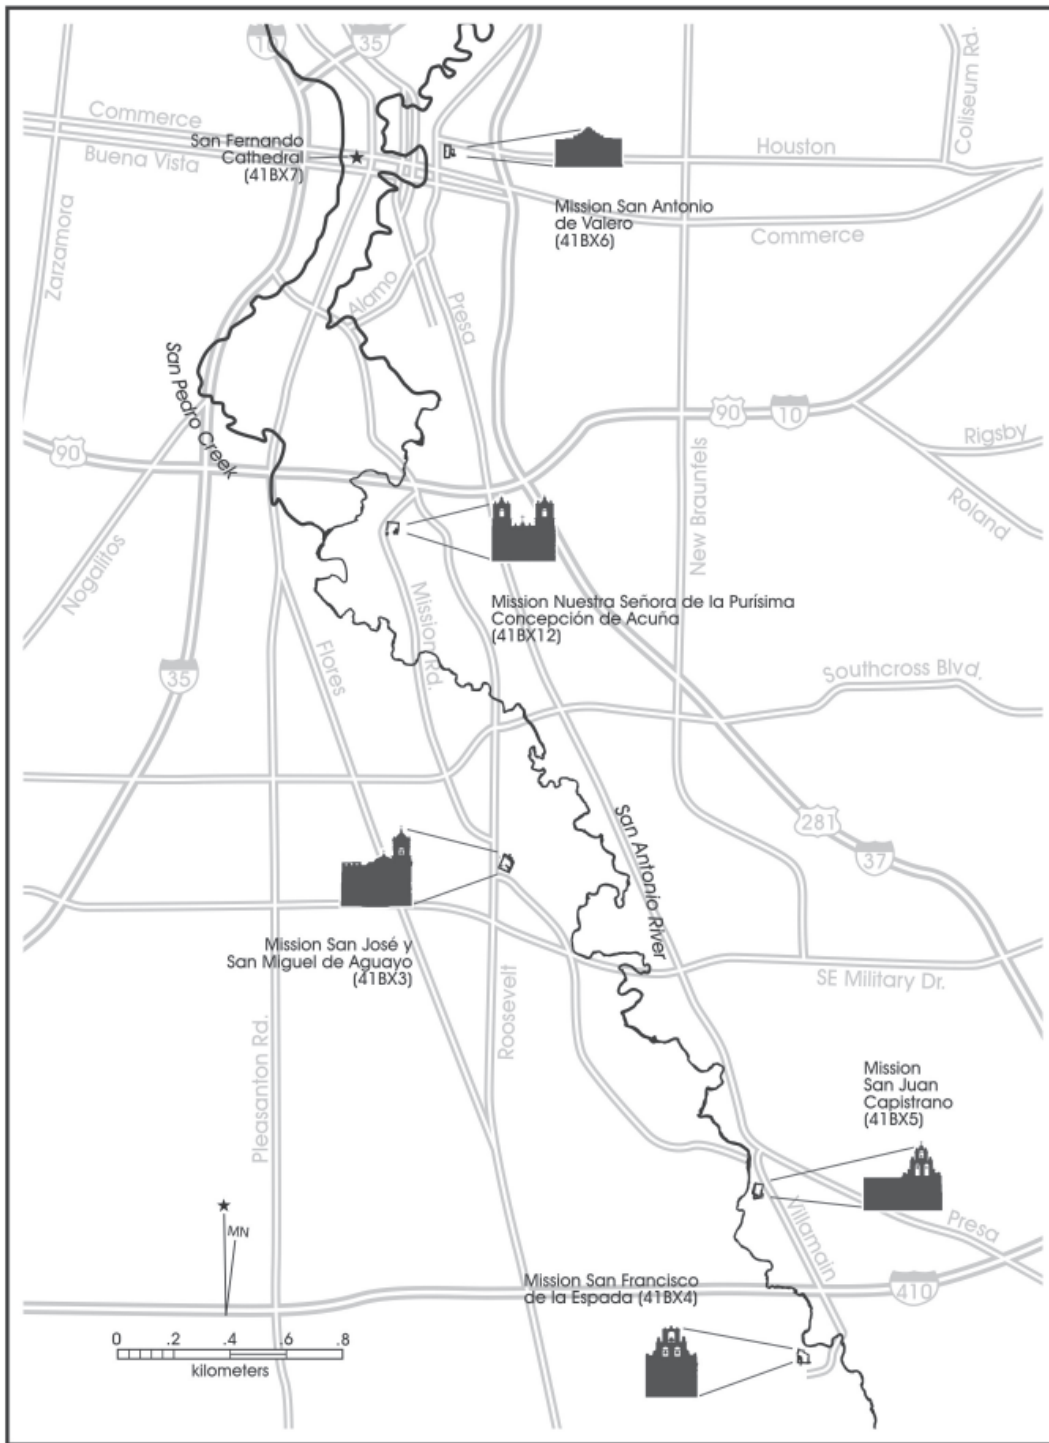 10
35
Commerce
San Fernando
Cathedral
(41BX7)
Buena Vista
Houston
Coliseum Rd.
Mission San Antonio
de Valero
(41BX6)
Commerce
Zarzamora
Alamo
Presa
San Pedro Creek
90
10
90
Rigsby
Roland
New Braunfels
Nogalitos
Mission Nuestra Señora de la Purísima
Concepción de Acuña
(41BX12)
Mission Rd.
Flores
35
Southcross Blvd.
281
37
San Antonio River
Mission San José y
San Miguel de Aguayo
(41BX3)
SE Military Dr.
Roosevelt
Pleasanton Rd.
Mission
San Juan
Capistrano
(41BX5)
Villamain
Presa
MN
Mission San Francisco
de la Espada (41BX4)
410
0 .2 .4 .6 .8
kilometers